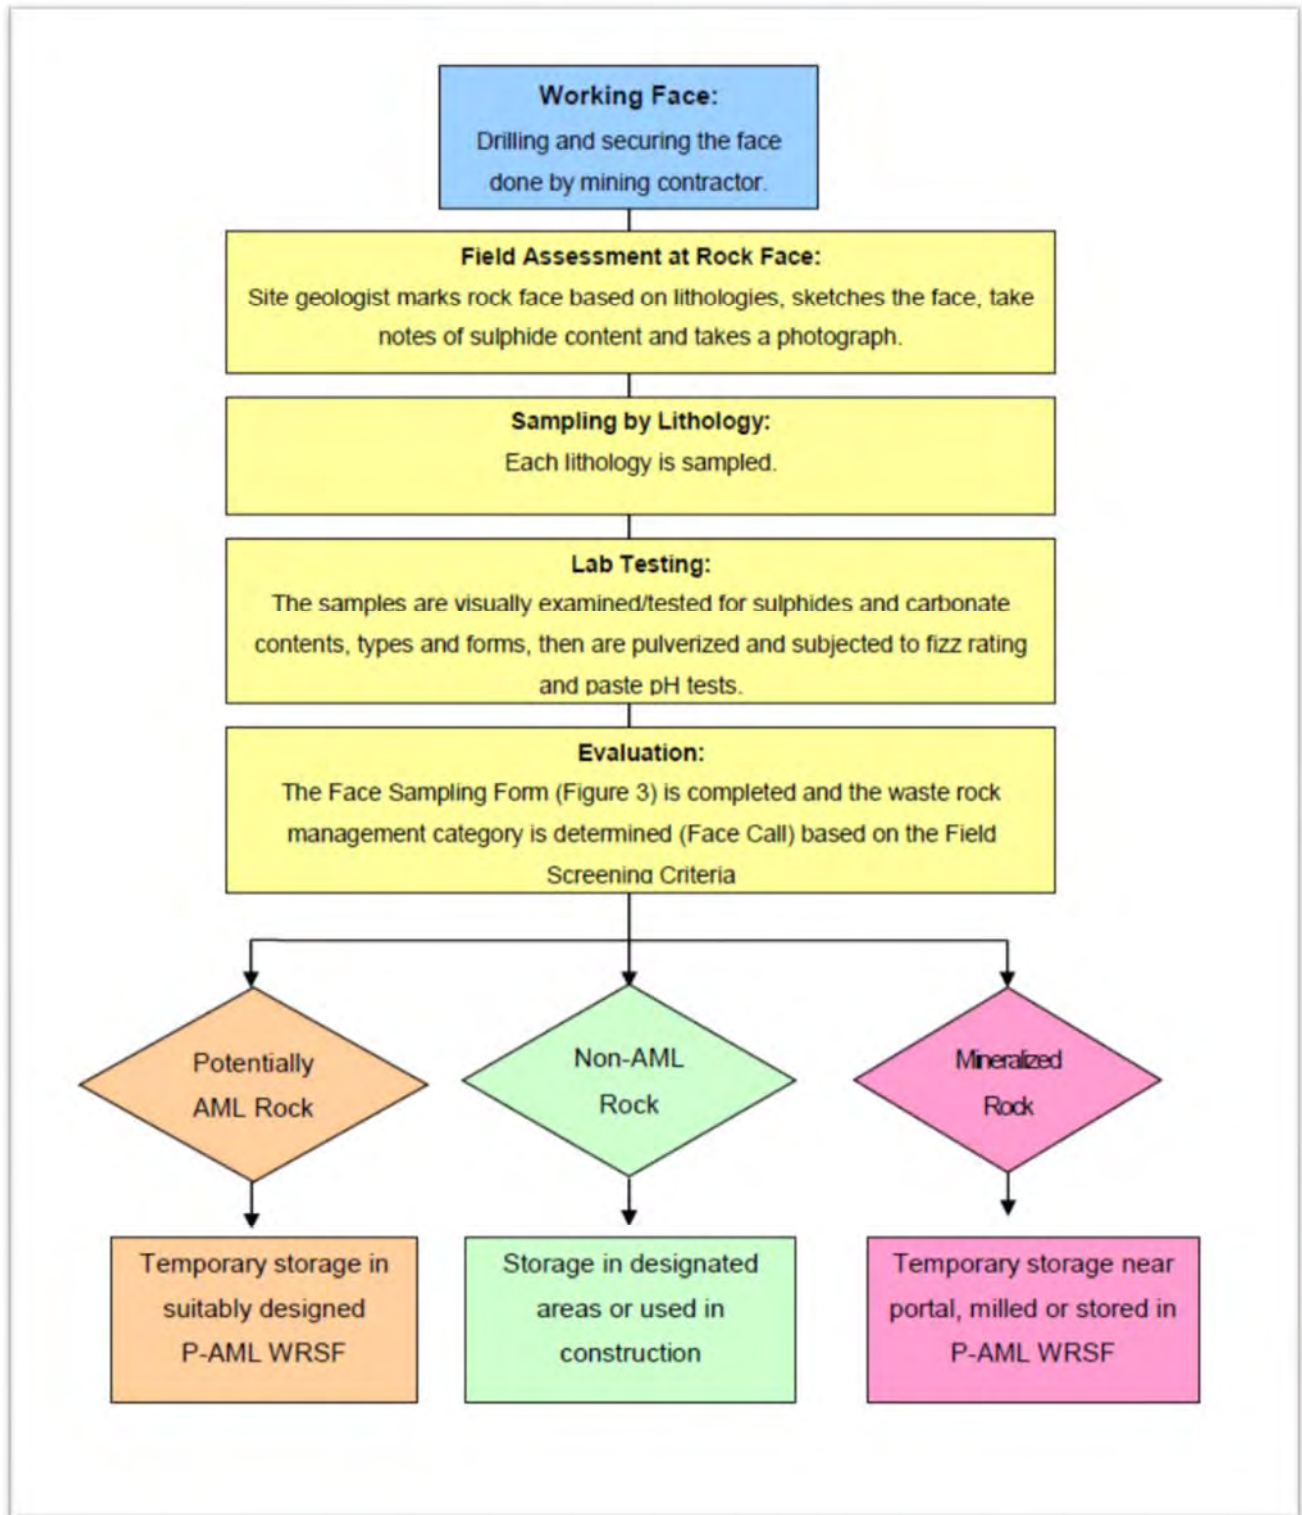 Working Face:
Drilling and securing the face
done by mining contractor.
Field Assessment at Rock Face:
Site geologist marks rock face based on lithologies, sketches the face, take
notes of sulphide content and takes a photograph.
Sampling by Lithology:
Each lithology is sampled.
Lab Testing:
The samples are visually examined/tested for sulphides and carbonate
contents, types and forms, then are pulverized and subjected to fizz rating
and paste pH tests.
Evaluation:
The Face Sampling Form (Figure 3) is completed and the waste rock
management category is determined (Face Call) based on the Field
Screening Criteria
Potentially
AML Rock
Non-AML
Rock
Mineralized
Rock
Temporary storage in
suitably designed
P-AML WRSF
Storage in designated
areas or used in
construction
Temporary storage near
portal, milled or stored in
P-AML WRSF